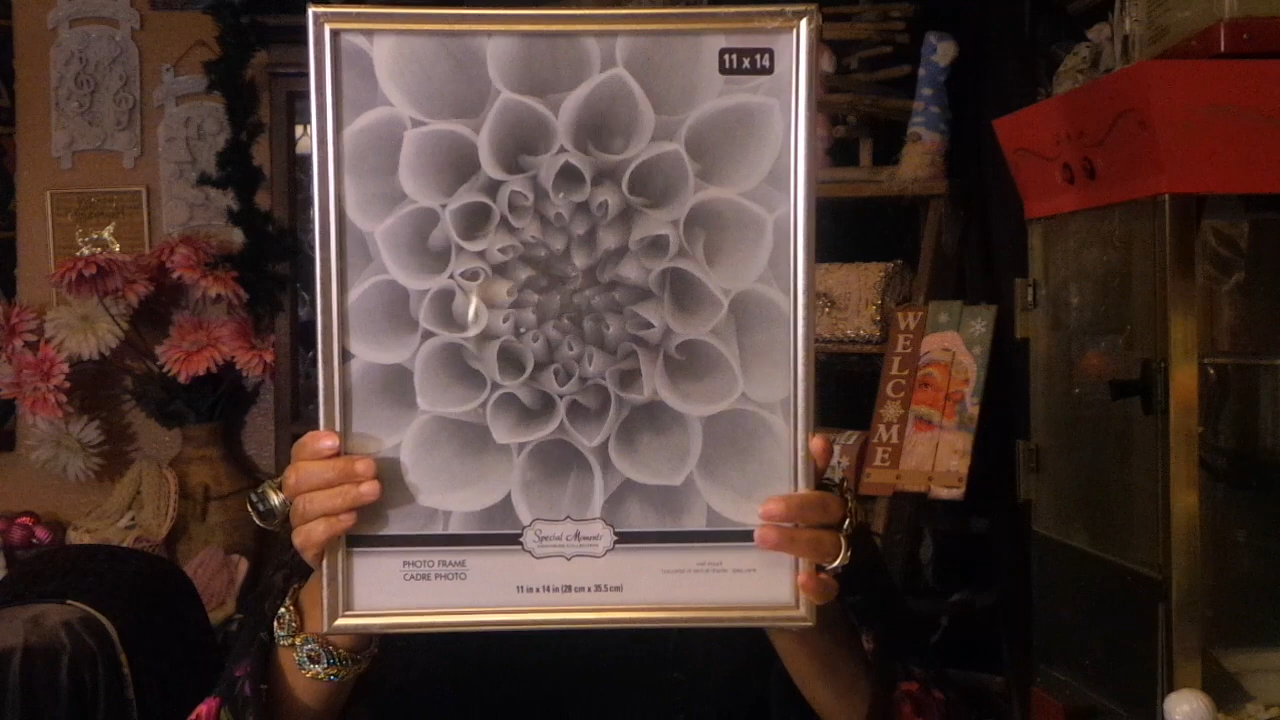 11 x 14
Special Moments
PHOTO FRAME
CADRE PHOTO
11 in x 14 in (28 cm x 35.5 cm)
WELCOME